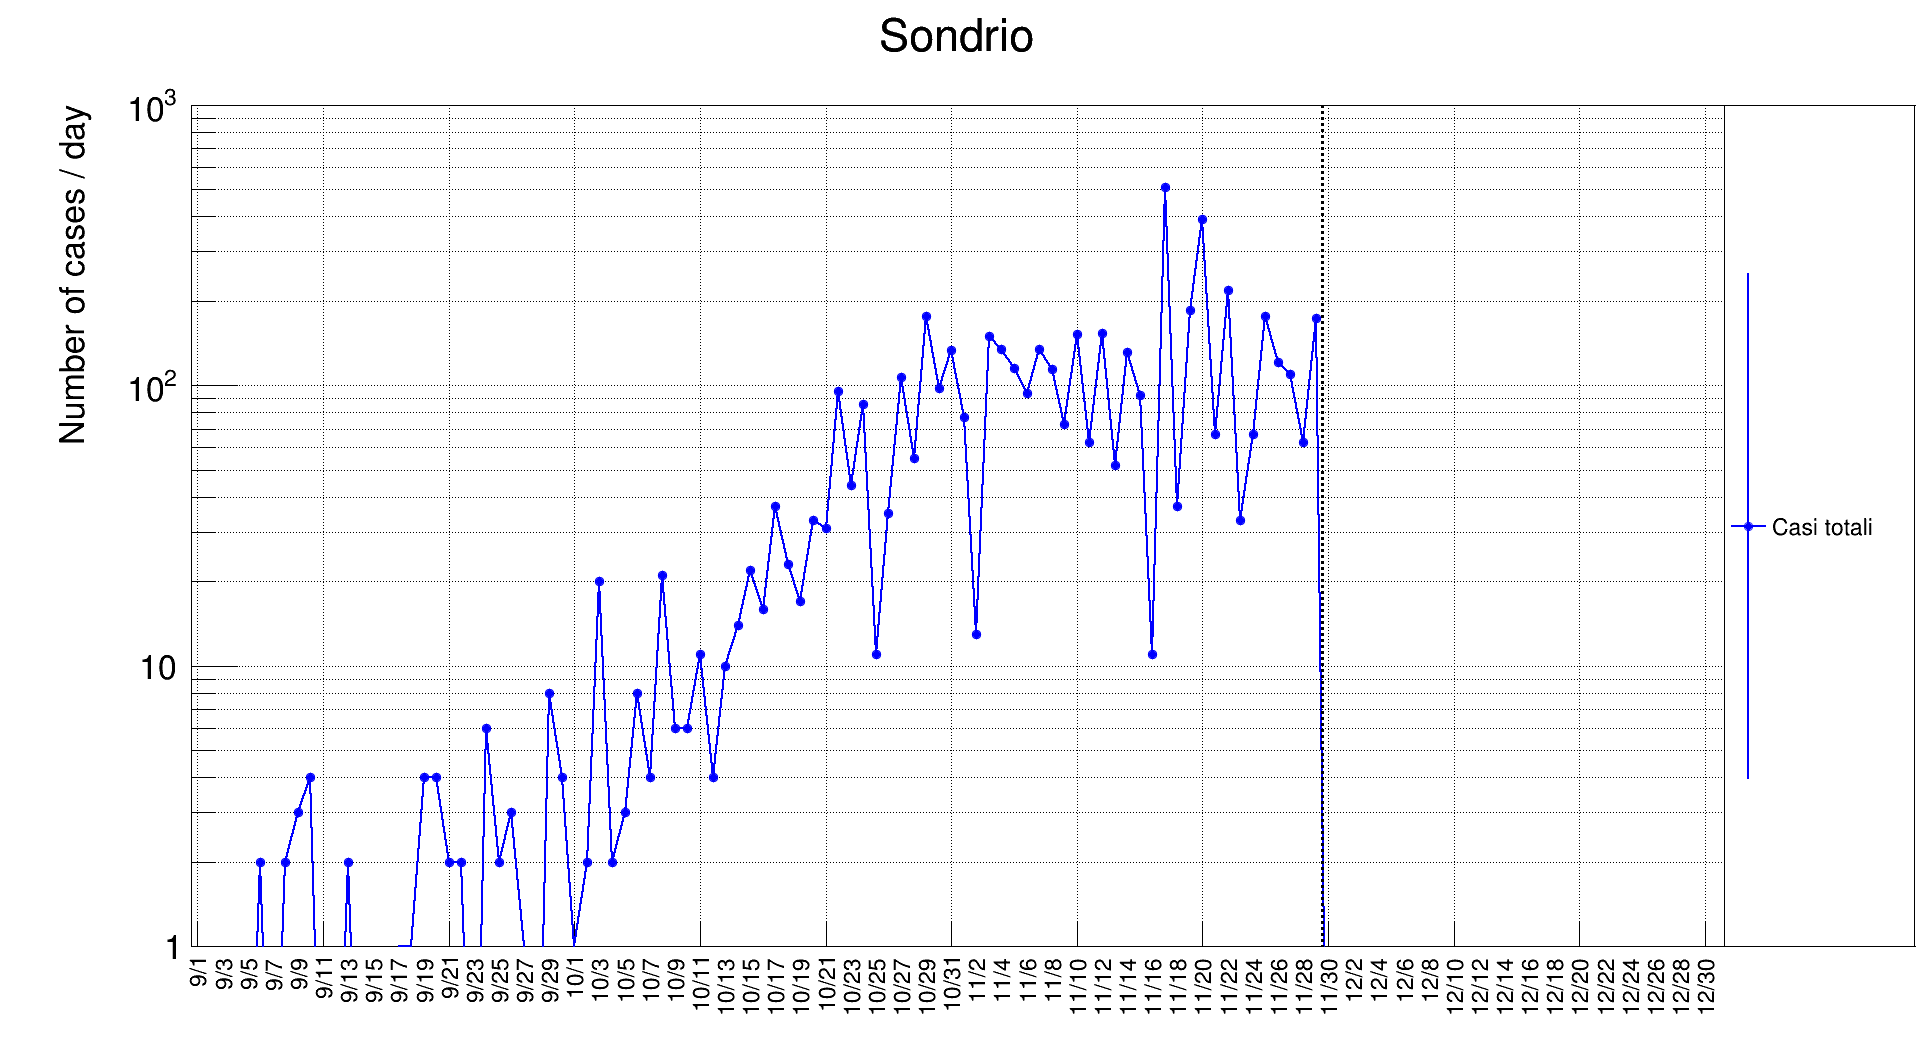 Sondrio
Number of cases / day
10³
10²
10
1
9/1 9/3 9/5 9/7 9/9 9/11 9/13 9/15 9/17 9/19 9/21 9/23 9/25 9/27 9/29 10/1 10/3 10/5 10/7 10/9 10/11 10/13 10/15 10/17 10/19 10/21 10/23 10/25 10/27 10/29 10/31 11/2 11/4 11/6 11/8 11/10 11/12 11/14 11/16 11/18 11/20 11/22 11/24 11/26 11/28 11/30 12/2 12/4 12/6 12/8 12/10 12/12 12/14 12/16 12/18 12/20 12/22 12/24 12/26 12/28 12/30
Casi totali